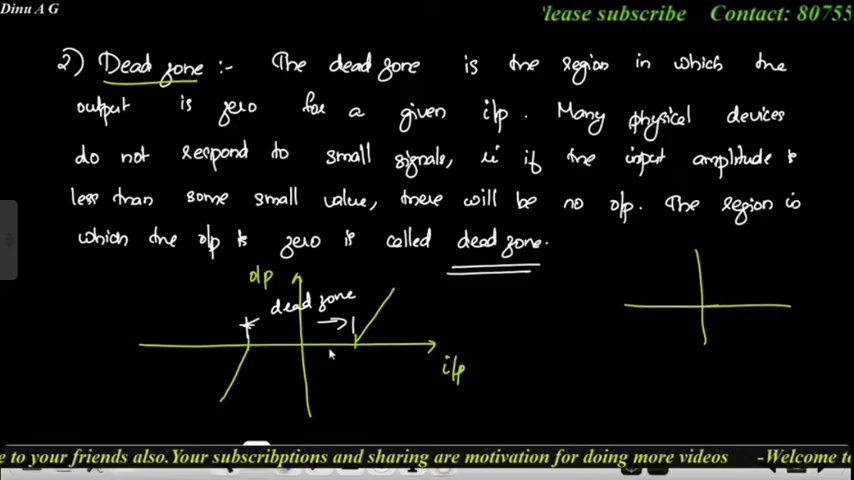 Dinu A G
Please subscribe Contact: 80755
2) Dead zone :- The dead zone is the region in which the
output is zero for a given i/p. Many physical devices
do not respond to small signals, ie if the input amplitude is
less than some small value, there will be no o/p. The region in
which the o/p is zero is called dead zone.
o/p
dead zone
i/p
e to your friends also.Your subscribptions and sharing are motivation for doing more videos -Welcome to